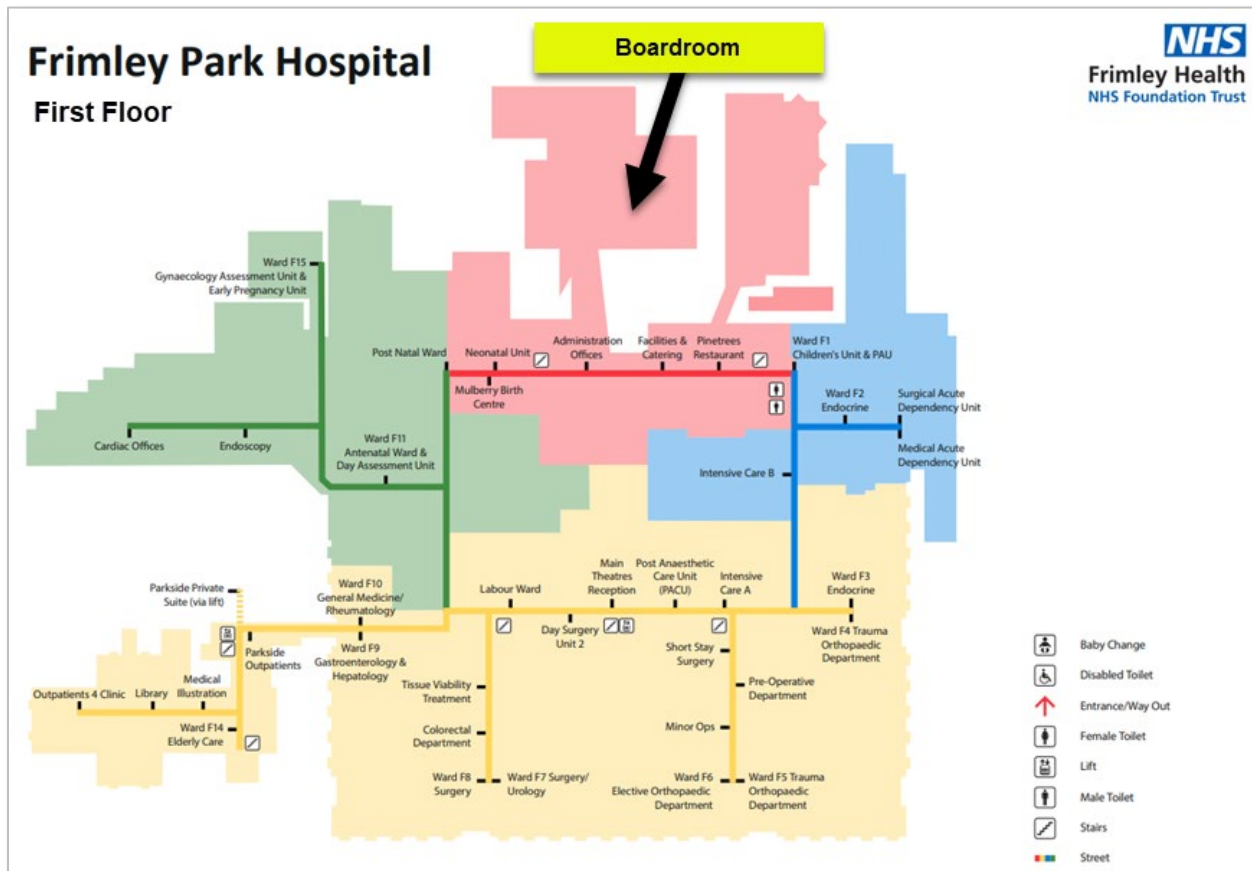 Boardroom
Frimley Park Hospital
First Floor
NHS
Frimley Health
NHS Foundation Trust
Ward F15
Gynaecology Assessment Unit &
Early Pregnancy Unit
Post Natal Ward
Neonatal Unit
Administration
Offices
Facilities &
Catering
Pinetrees
Restaurant
Ward F1
Children's Unit & PAU
Mulberry Birth
Centre
Ward F2
Endocrine
Surgical Acute
Dependency Unit
Cardiac Offices
Endoscopy
Ward F11
Antenatal Ward &
Day Assessment Unit
Medical Acute
Dependency Unit
Intensive Care B
Parkside Private
Suite (via lift)
Ward F10
General Medicine/
Rheumatology
Labour Ward
Main
Theatres
Reception
Post Anaesthetic
Care Unit
(PACU)
Intensive
Care A
Ward F3
Endocrine
Parkside
Outpatients
Ward F9
Gastroenterology &
Hepatology
Day Surgery
Unit 2
Short Stay
Surgery
Ward F4 Trauma
Orthopaedic
Department
Outpatients 4 Clinic
Library
Medical
Illustration
Ward F14
Elderly Care
Tissue Viability
Treatment
Pre-Operative
Department
Colorectal
Department
Minor Ops
Ward F8
Surgery
Ward F7 Surgery/
Urology
Ward F6
Elective Orthopaedic
Department
Ward F5 Trauma
Orthopaedic
Department
Baby Change
Disabled Toilet
Entrance/Way Out
Female Toilet
Lift
Male Toilet
Stairs
Street